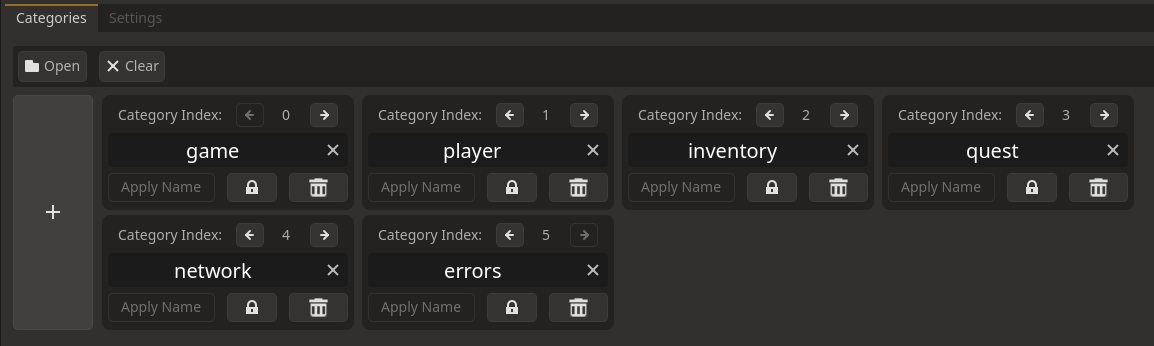 Categories Settings
Open Clear
Category Index: 0 Category Index: 1 Category Index: 2 Category Index: 3
game player inventory quest
Apply Name Apply Name Apply Name Apply Name
+
Category Index: 4 Category Index: 5
network errors
Apply Name Apply Name